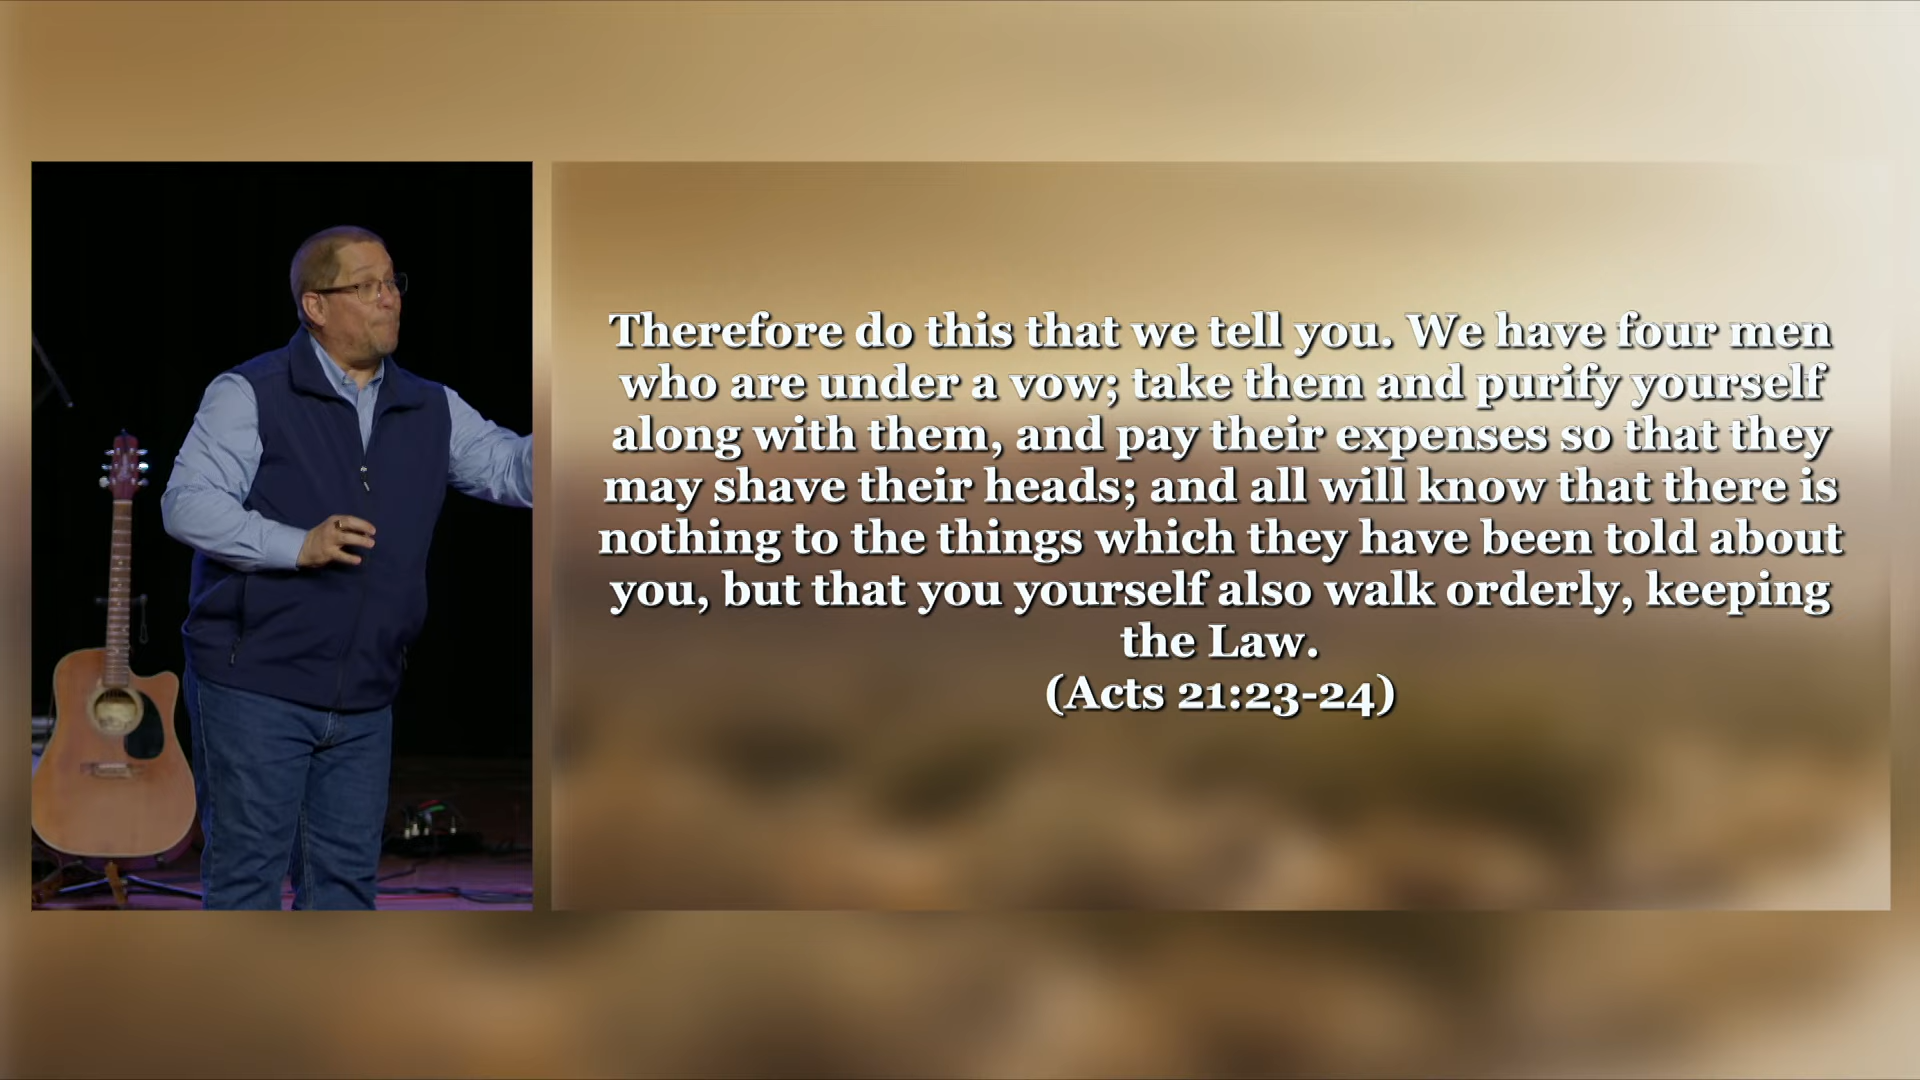 Therefore do this that we tell you. We have four men
who are under a vow; take them and purify yourself
along with them, and pay their expenses so that they
may shave their heads; and all will know that there is
nothing to the things which they have been told about
you, but that you yourself also walk orderly, keeping
the Law.
(Acts 21:23-24)